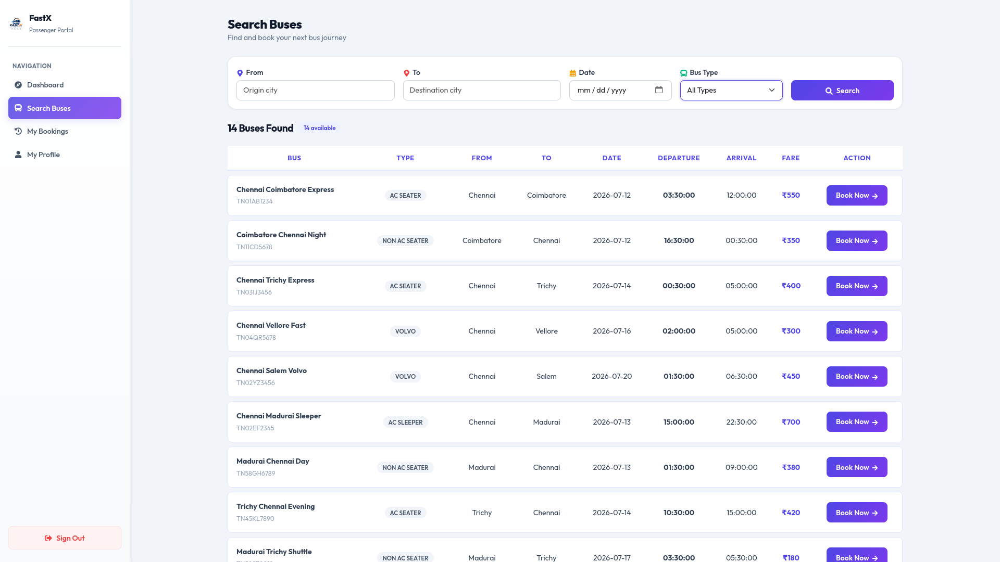 FastX
Passenger Portal
NAVIGATION
Dashboard
Search Buses
My Bookings
My Profile
Sign Out
Search Buses
Find and book your next bus journey
From To Date Bus Type
Origin city Destination city mm / dd / yyyy All Types Search
14 Buses Found 14 available
BUS TYPE FROM TO DATE DEPARTURE ARRIVAL FARE ACTION
Chennai Coimbatore Express
TN01AB1234
AC SEATER Chennai Coimbatore 2026-07-12 03:30:00 12:00:00 ₹550 Book Now →
Coimbatore Chennai Night
TN11CD5678
NON AC SEATER Coimbatore Chennai 2026-07-12 16:30:00 00:30:00 ₹350 Book Now →
Chennai Trichy Express
TN03IJ3456
AC SEATER Chennai Trichy 2026-07-14 00:30:00 05:00:00 ₹400 Book Now →
Chennai Vellore Fast
TN04QR5678
VOLVO Chennai Vellore 2026-07-16 02:00:00 05:00:00 ₹300 Book Now →
Chennai Salem Volvo
TN02YZ3456
VOLVO Chennai Salem 2026-07-20 01:30:00 06:30:00 ₹450 Book Now →
Chennai Madurai Sleeper
TN02EF2345
AC SLEEPER Chennai Madurai 2026-07-13 15:00:00 22:30:00 ₹700 Book Now →
Madurai Chennai Day
TN58GH6789
NON AC SEATER Madurai Chennai 2026-07-13 01:30:00 09:00:00 ₹380 Book Now →
Trichy Chennai Evening
TN45KL7890
AC SEATER Trichy Chennai 2026-07-14 10:30:00 15:00:00 ₹420 Book Now →
Madurai Trichy Shuttle
NON AC SEATER Madurai Trichy 2026-07-17 03:30:00 05:30:00 ₹180 Book Now →